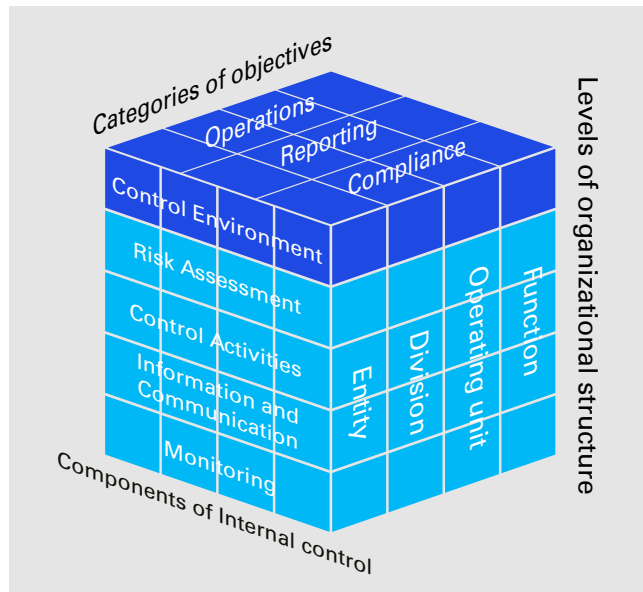 Categories of objectives
Operations
Reporting
Compliance
Control Environment
Risk Assessment
Control Activities
Information and
Communication
Monitoring
Components of Internal control
Entity
Division
Operating unit
Function
Levels of organizational structure